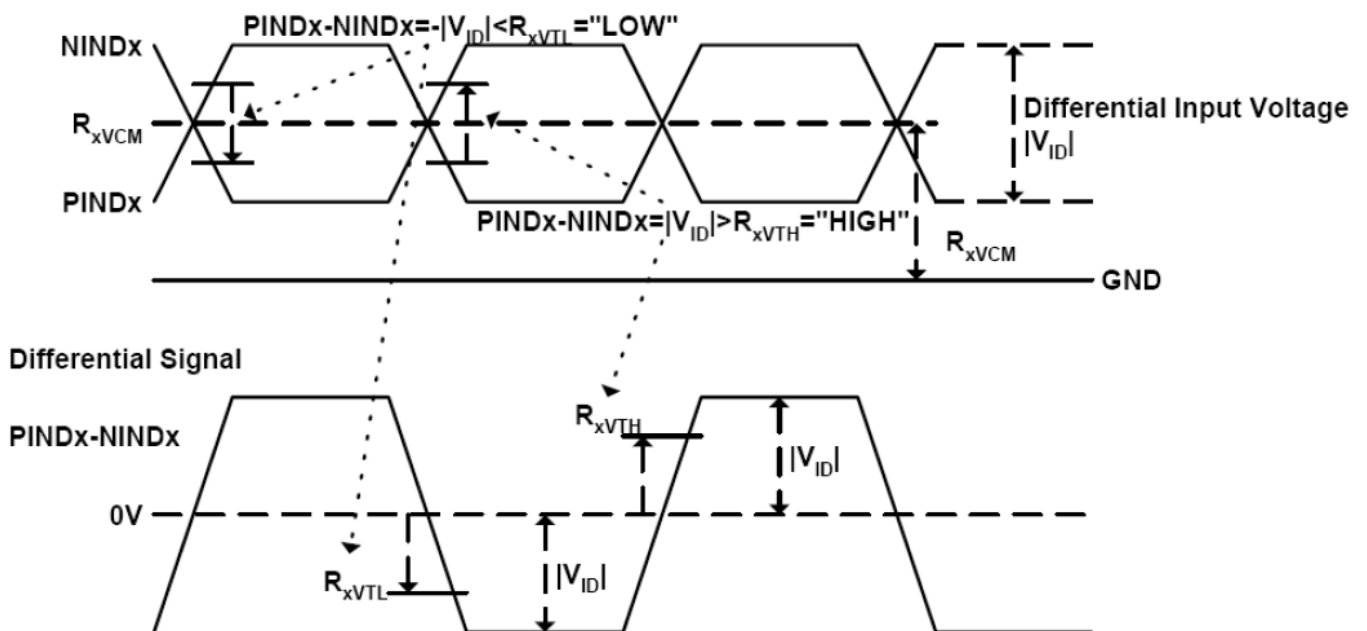 PINDx-NINDx=-|VID|<RxVTL="LOW"
NINDx
RxVCM
Differential Input Voltage
|VID|
PINDx
PINDx-NINDx=|VID|>RxVTH="HIGH"
RxVCM
GND
Differential Signal
RxVTH
PINDx-NINDx
|VID|
0V
RxVTL
|VID|